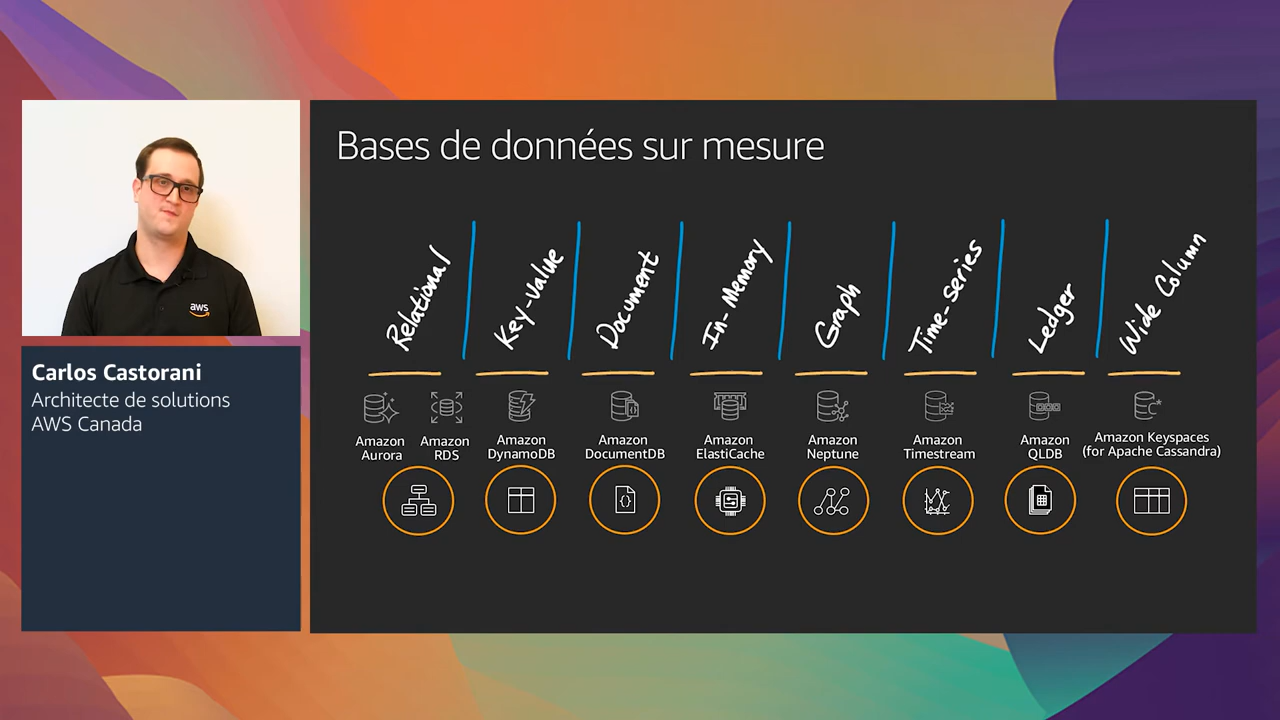 aws
Carlos Castorani
Architecte de solutions
AWS Canada
Bases de données sur mesure
Relational
Key-Value
Document
In-Memory
Graph
Time-series
Ledger
Wide Column
Amazon
Aurora
Amazon
RDS
Amazon
DynamoDB
Amazon
DocumentDB
Amazon
ElastiCache
Amazon
Neptune
Amazon
Timestream
Amazon
QLDB
Amazon Keyspaces
(for Apache Cassandra)